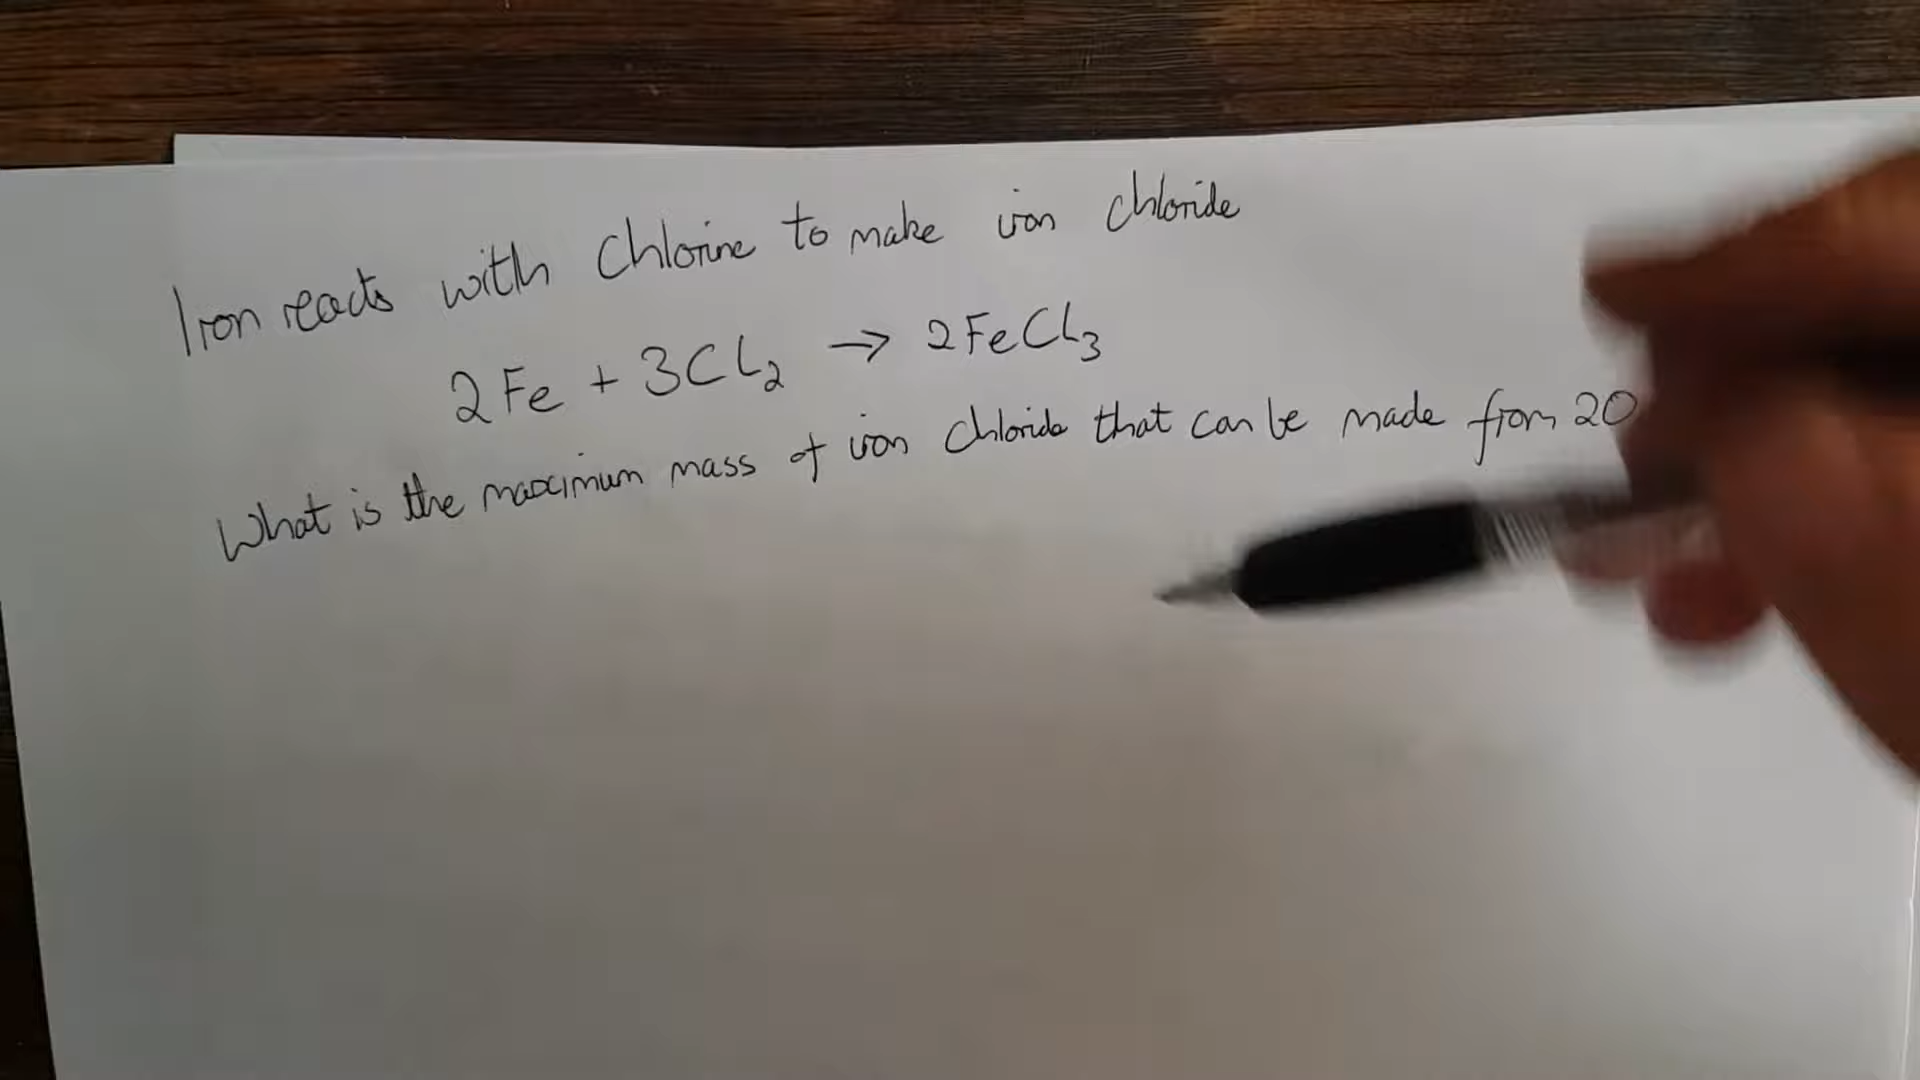 Iron reacts with Chlorine to make iron chloride
2Fe + 3Cl₂ → 2FeCl₃
What is the maximum mass of iron chloride that can be made from 20